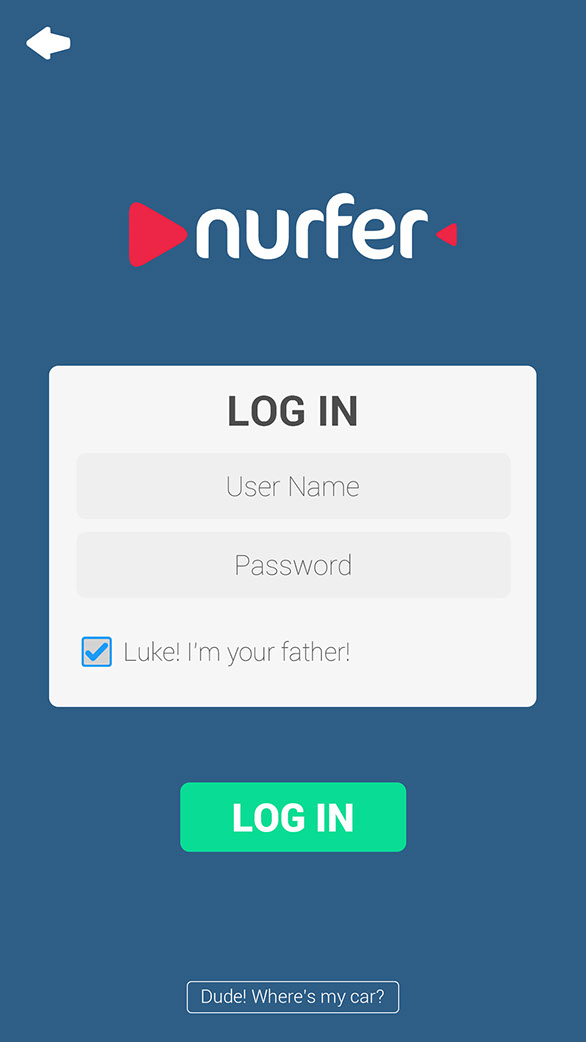 nurfer
LOG IN
User Name
Password
Luke! I'm your father!
LOG IN
Dude! Where's my car?